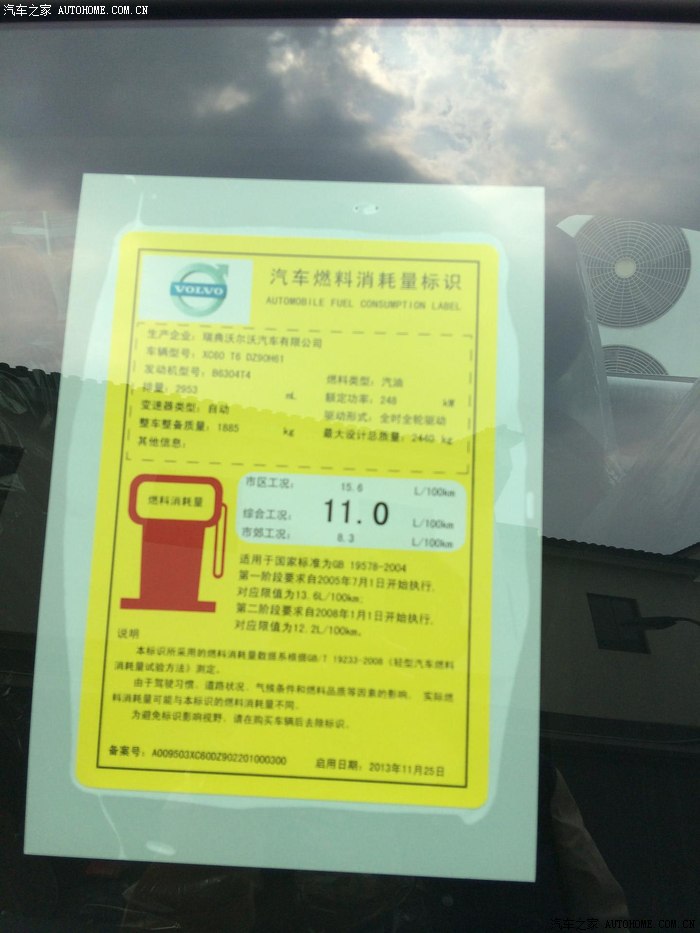 汽车之家 AUTOHOME.COM.CN
VOLVO
汽车燃料消耗量标识
AUTOMOBILE FUEL CONSUMPTION LABEL
生产企业: 瑞典沃尔沃汽车有限公司
车辆型号: XC60 T6 DZ90H61
发动机型号: B6304T4 燃料类型: 汽油
排量: 2953 mL 额定功率: 248 kW
变速器类型: 自动 驱动形式: 全时全轮驱动
整车整备质量: 1885 kg 最大设计总质量: 2440 kg
其他信息:
燃料消耗量
市区工况: 15.6 L/100km
综合工况: 11.0 L/100km
市郊工况: 8.3 L/100km
适用于国家标准为GB 19578-2004
第一阶段要求自2005年7月1日开始执行,
对应限值为13.6L/100km;
第二阶段要求自2008年1月1日开始执行,
对应限值为12.2L/100km。
说明
本标识所采用的燃料消耗量数据系根据GB/T 19233-2008《轻型汽车燃料
消耗量试验方法》测定。
由于驾驶习惯、道路状况、气候条件和燃料品质等因素的影响, 实际燃
料消耗量可能与本标识的燃料消耗量不同.
为避免标识影响视野, 请在购买车辆后去除标识.
备案号: A009503XC60DZ902201000300 启用日期: 2013年11月25日
汽车之家 AUTOHOME.COM.CN